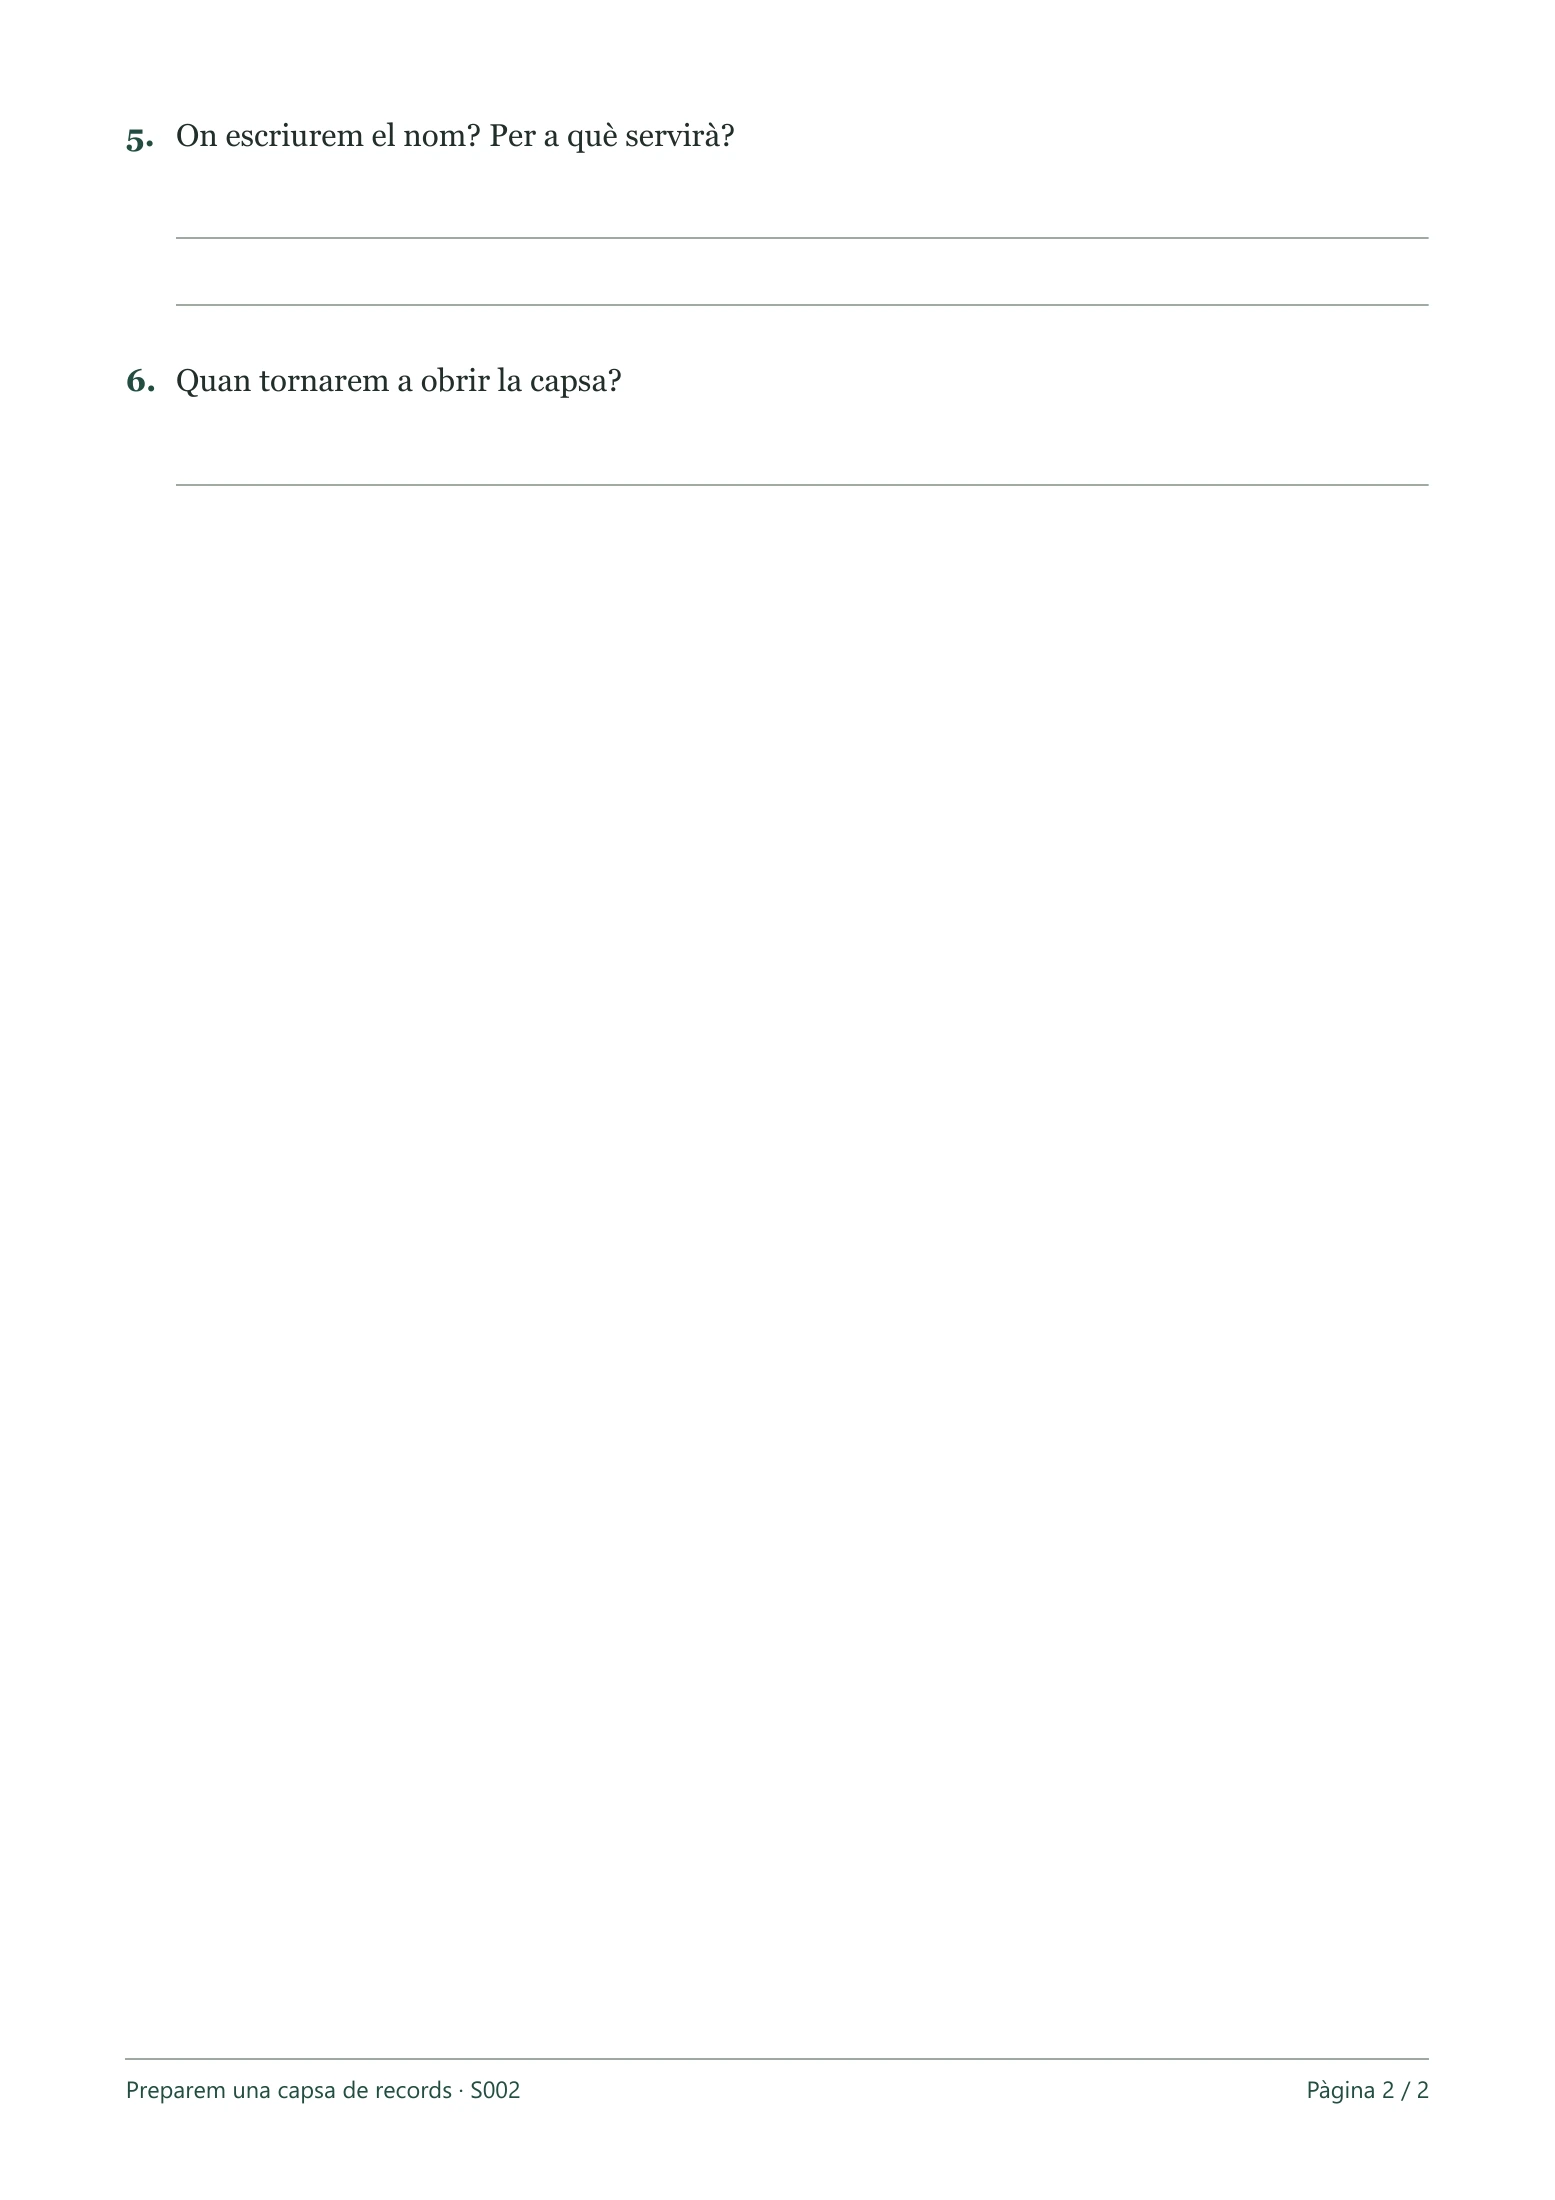 5. On escriurem el nom? Per a què servirà?
6. Quan tornarem a obrir la capsa?
Preparem una capsa de records · S002
Pàgina 2 / 2